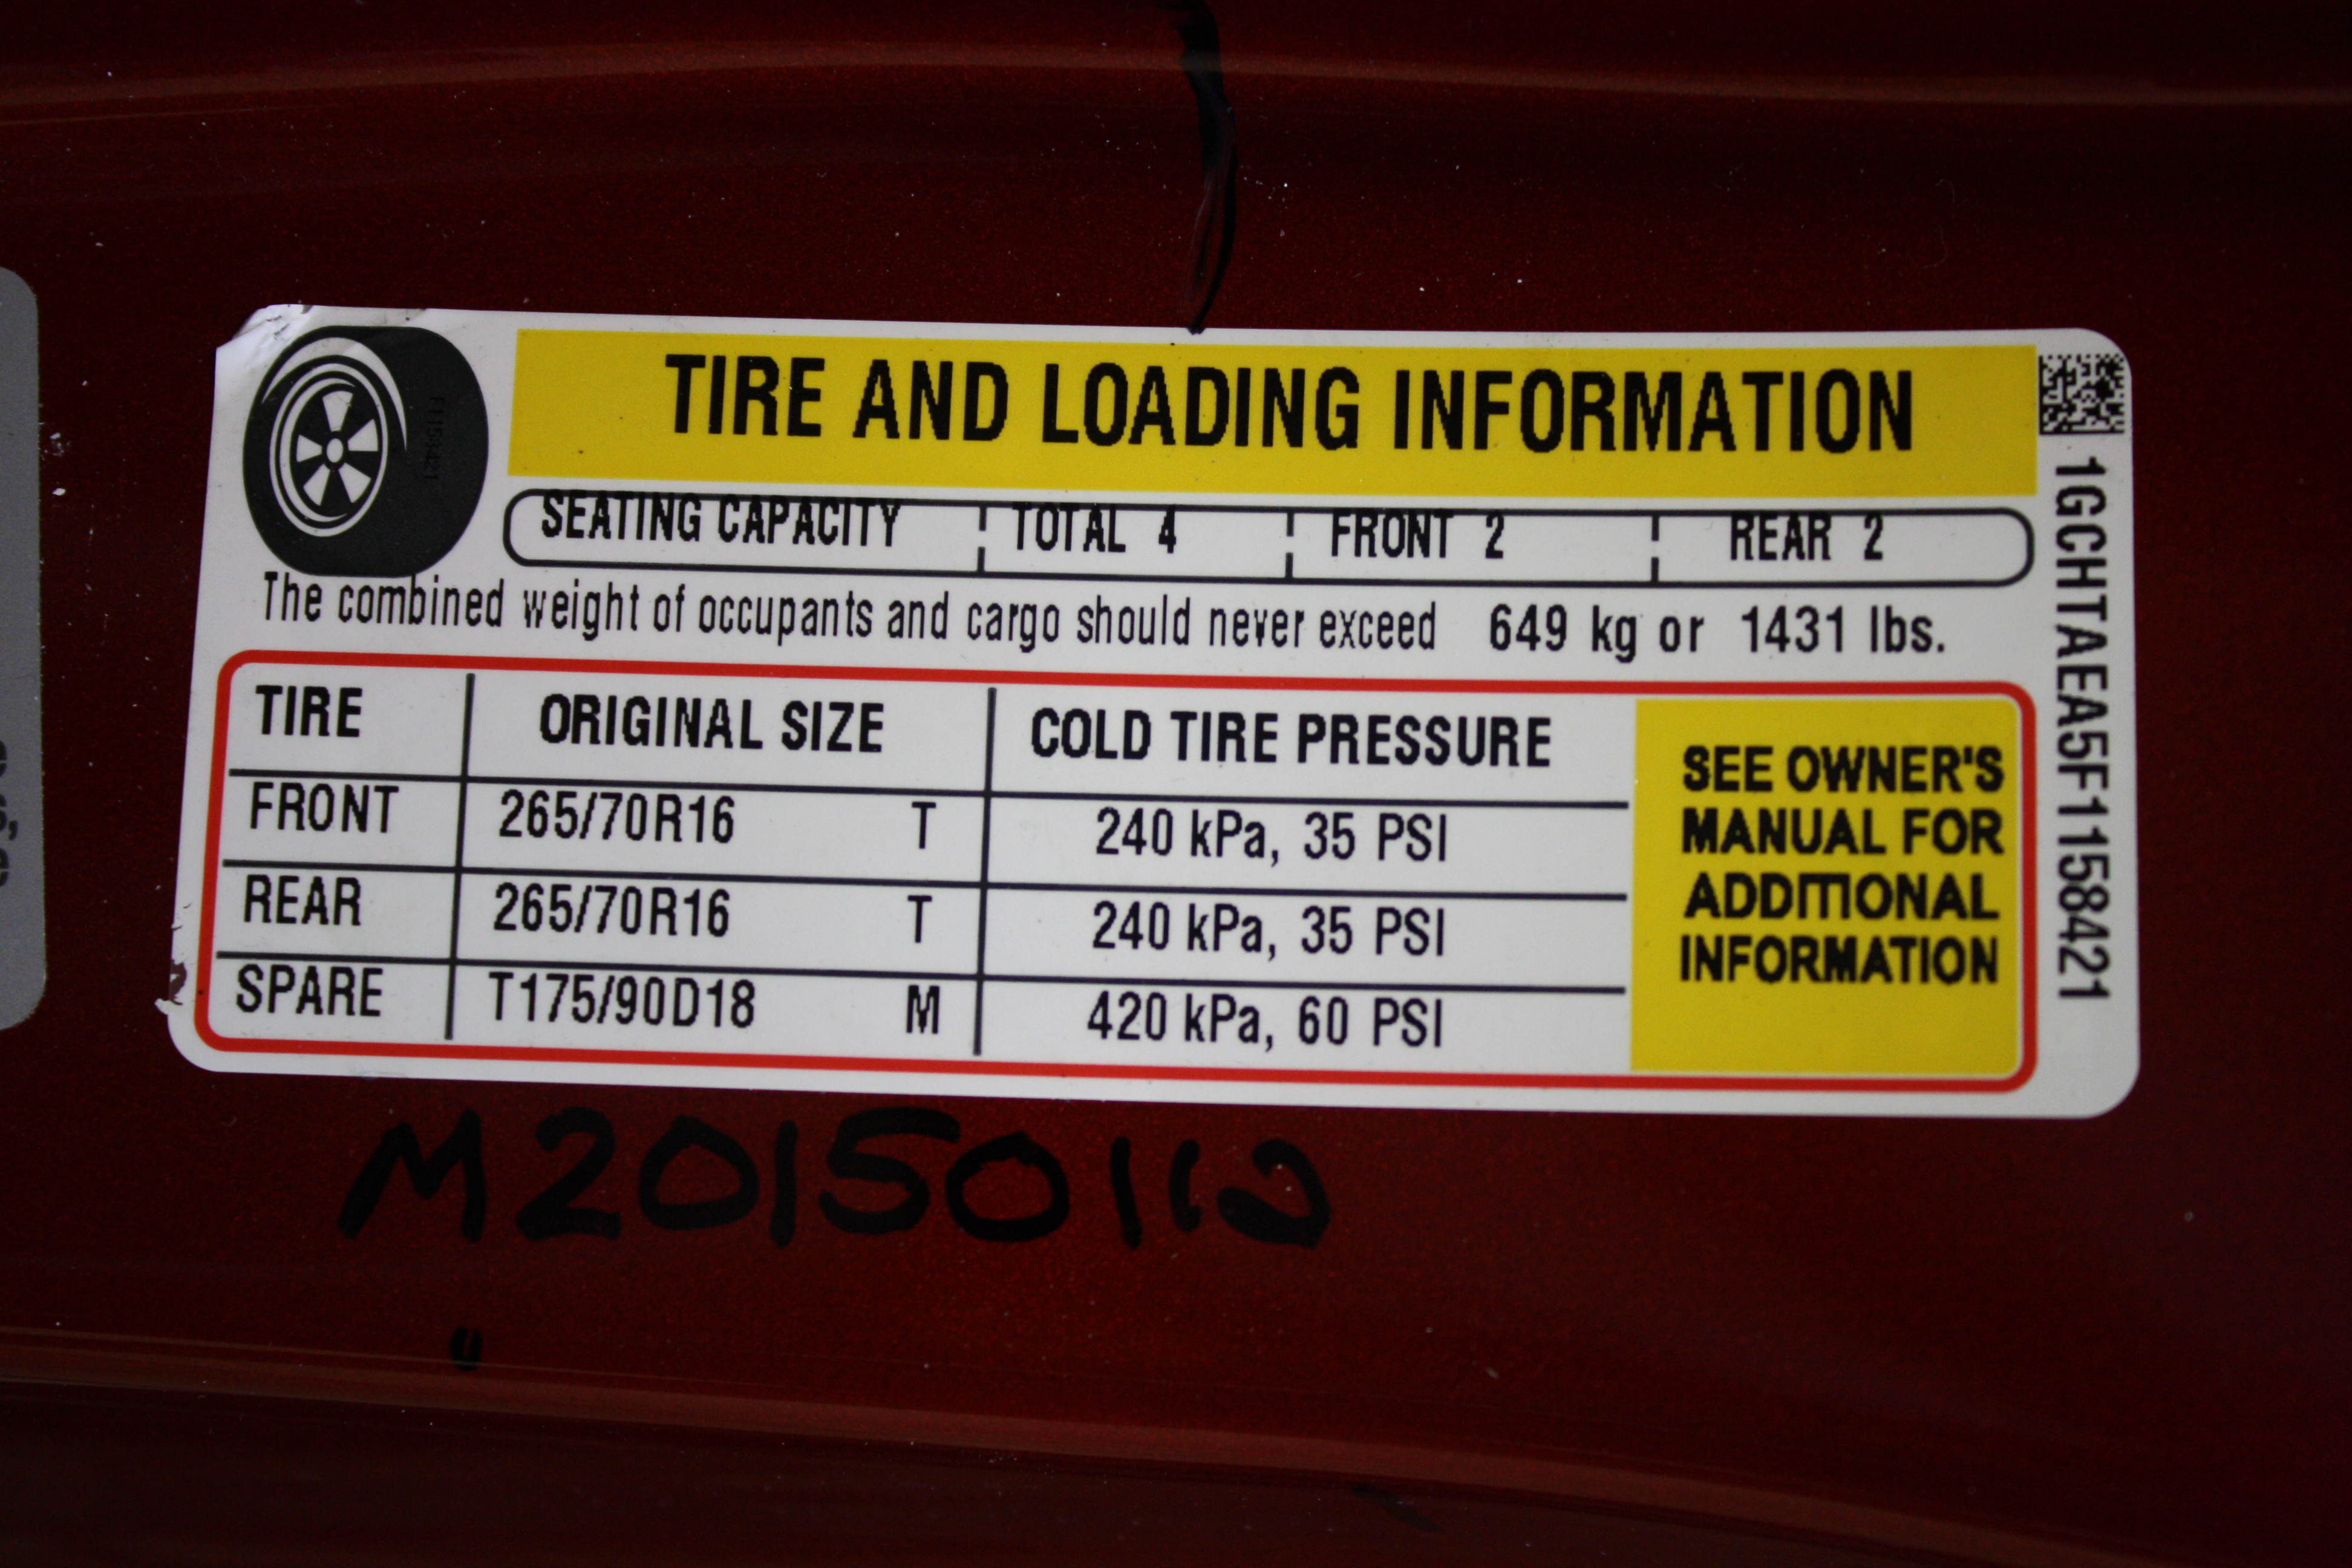 TIRE AND LOADING INFORMATION
SEATING CAPACITY TOTAL 4 FRONT 2 REAR 2
The combined weight of occupants and cargo should never exceed 649 kg or 1431 lbs.
TIRE ORIGINAL SIZE COLD TIRE PRESSURE
FRONT 265/70R16 T 240 kPa, 35 PSI
REAR 265/70R16 T 240 kPa, 35 PSI
SPARE T175/90D18 M 420 kPa, 60 PSI
SEE OWNER'S
MANUAL FOR
ADDITIONAL
INFORMATION
1GCHTAEA5F1158421
F1158421
M20150112